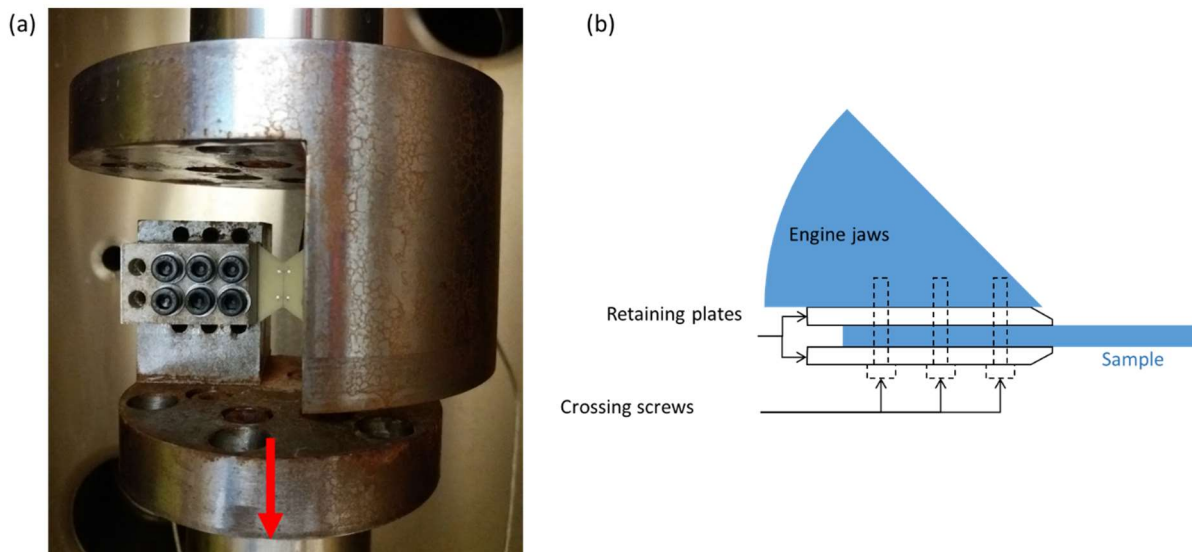 (a)
(b)
Engine jaws
Retaining plates
Sample
Crossing screws